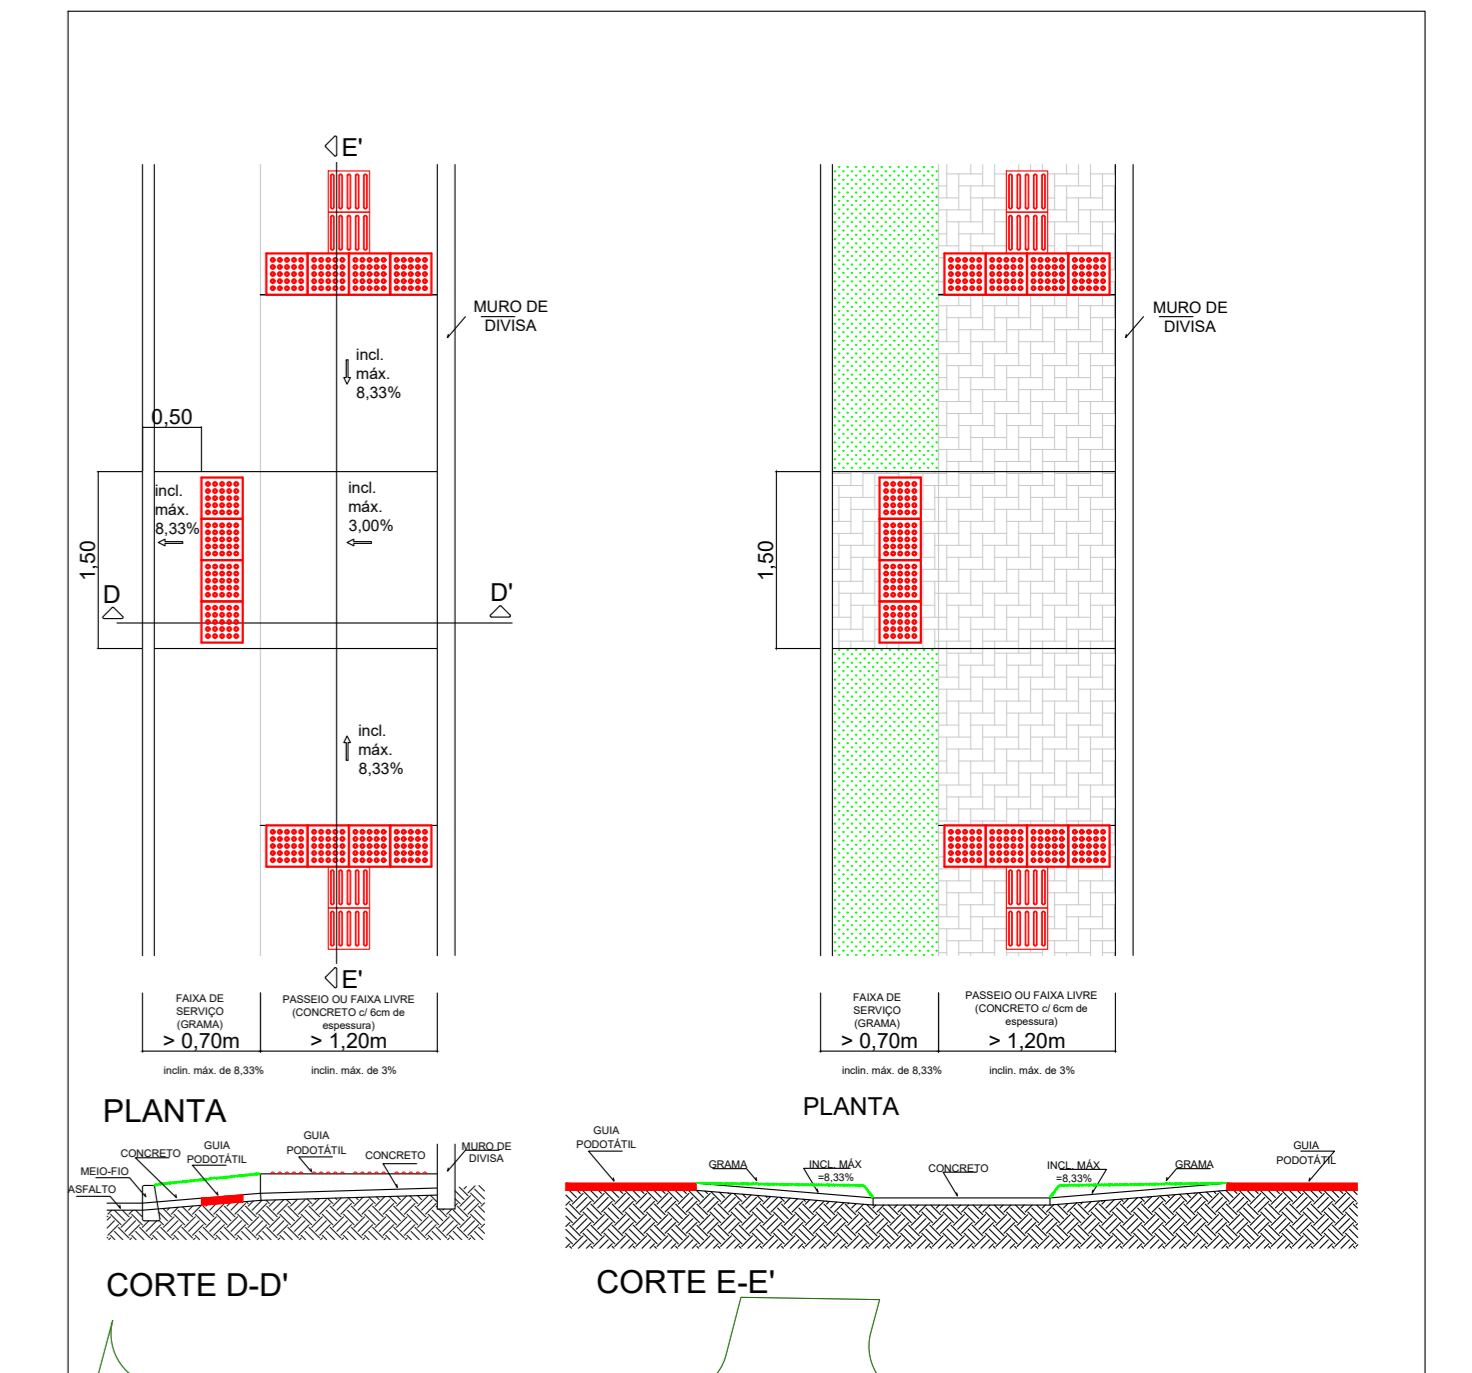 E'
MURO DE
DIVISA
incl.
máx.
8,33%
0,50
incl.
máx.
8,33%
incl.
máx.
3,00%
1,50
D
D'
incl.
máx.
8,33%
E'
FAIXA DE
SERVIÇO
(GRAMA)
> 0,70m
inclin. máx. de 8,33%
PASSEIO OU FAIXA LIVRE
(CONCRETO c/ 6cm de
espessura)
> 1,20m
inclin. máx. de 3%
PLANTA
MURO DE
DIVISA
1,50
FAIXA DE
SERVIÇO
(GRAMA)
> 0,70m
inclin. máx. de 8,33%
PASSEIO OU FAIXA LIVRE
(CONCRETO c/ 6cm de
espessura)
> 1,20m
inclin. máx. de 3%
PLANTA
ASFALTO
MEIO-FIO
CONCRETO
GUIA
PODOTÁTIL
GUIA
PODOTÁTIL
CONCRETO
MURO DE
DIVISA
CORTE D-D'
GUIA
PODOTÁTIL
GRAMA
INCL. MÁX
=8,33%
CONCRETO
INCL. MÁX
=8,33%
GRAMA
GUIA
PODOTÁTIL
CORTE E-E'